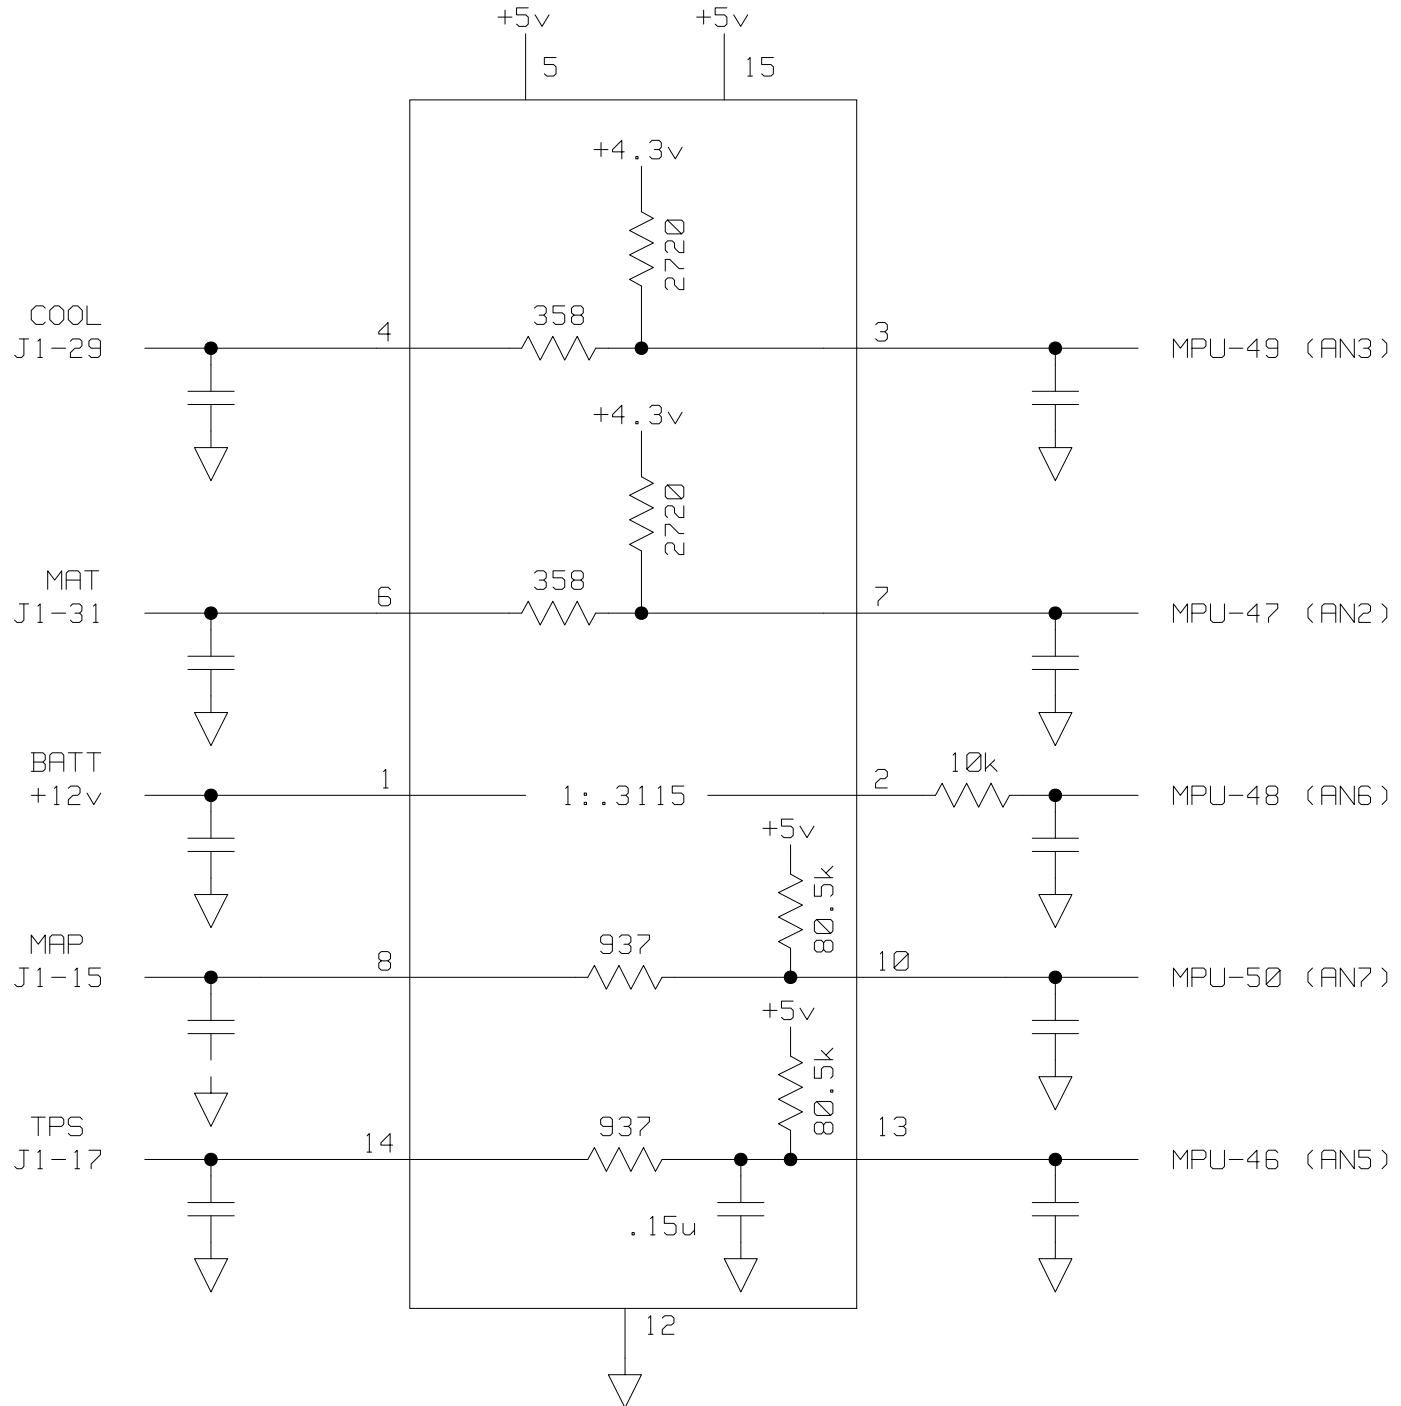 +5v
+5v
5
15
+4.3v
2720
COOL
J1-29
4
358
3
MPU-49 (AN3)
+4.3v
2720
MAT
J1-31
6
358
7
MPU-47 (AN2)
BATT
+12v
1
1:.3115
2
10k
MPU-48 (AN6)
+5v
80.5k
MAP
J1-15
8
937
10
MPU-50 (AN7)
+5v
80.5k
TPS
J1-17
14
937
13
MPU-46 (AN5)
.15u
12